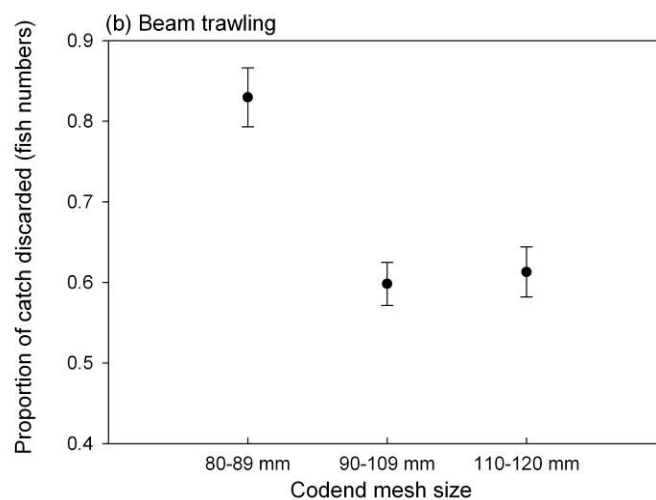 (b) Beam trawling
Proportion of catch discarded (fish numbers)
0.9
0.8
0.7
0.6
0.5
0.4
80-89 mm 90-109 mm 110-120 mm
Codend mesh size